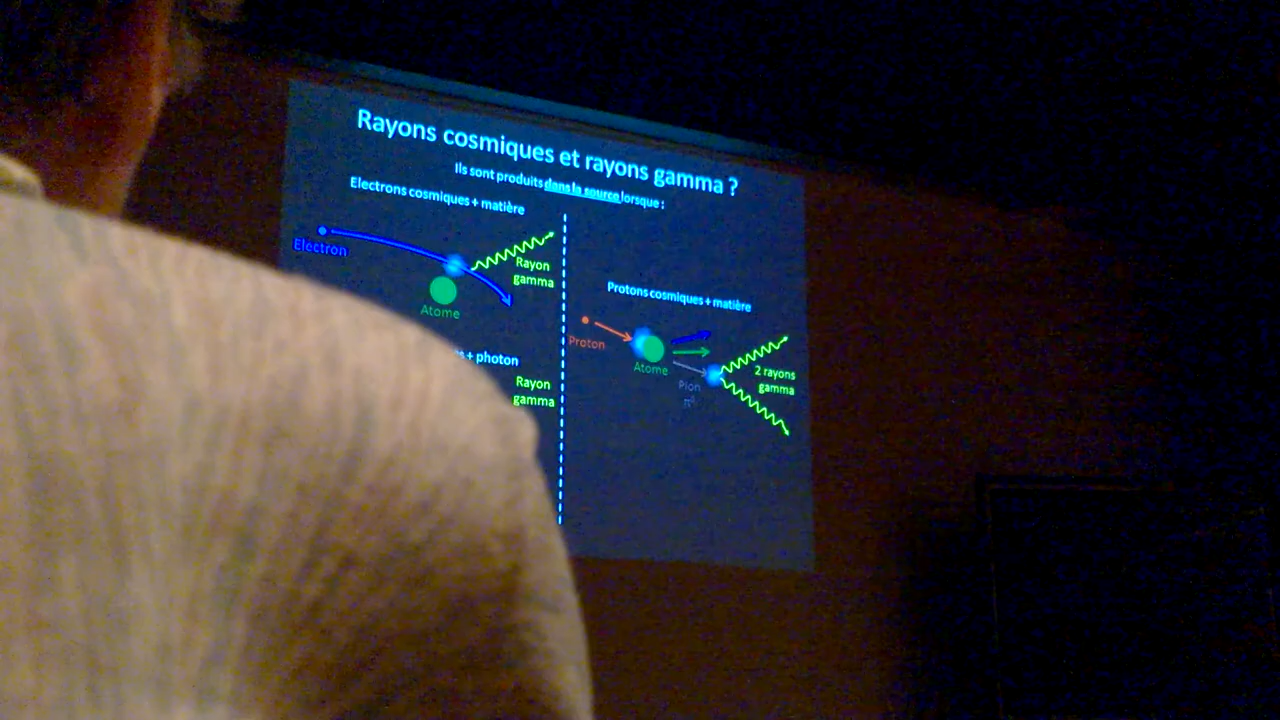 Rayons cosmiques et rayons gamma ?
Ils sont produits dans la source lorsque :
Electrons cosmiques + matière
Electron
Rayon
gamma
Atome
+ photon
Rayon
gamma
Protons cosmiques + matière
Proton
Atome
Pion
π⁰
2 rayons
gamma